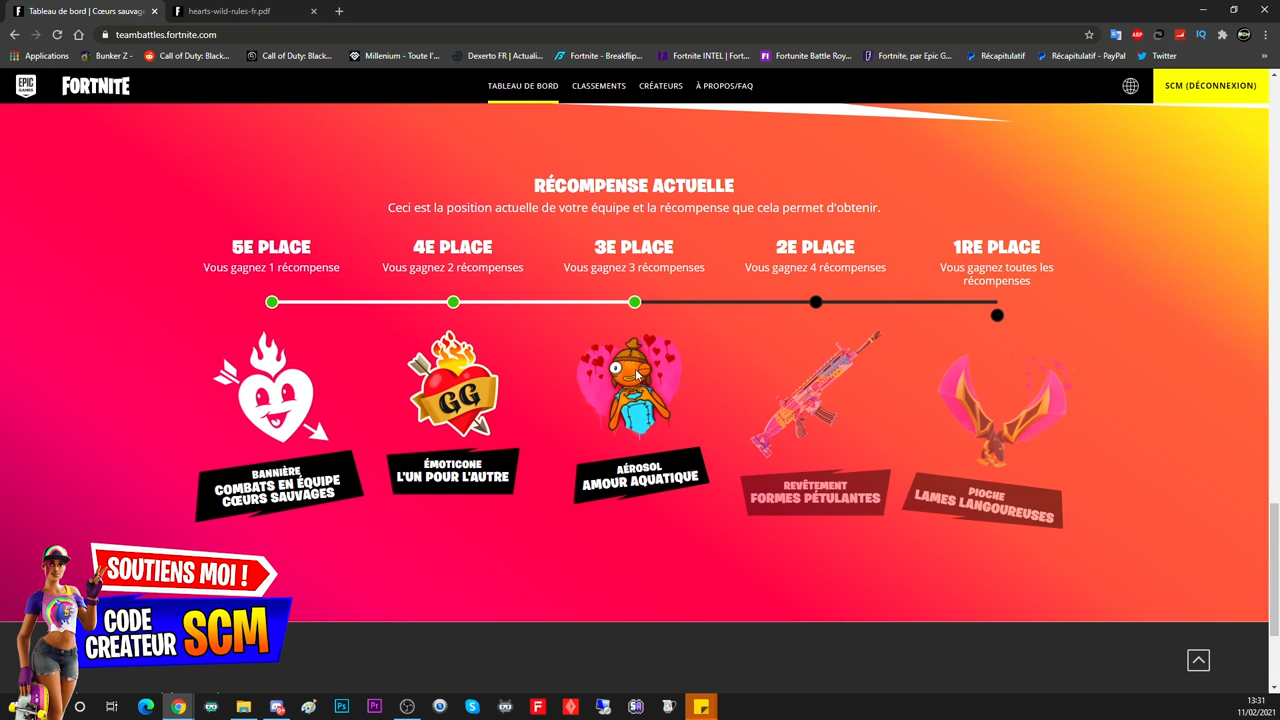 Tableau de bord | Cœurs sauvag
hearts-wild-rules-fr.pdf
teambattles.fortnite.com
Applications
Bunker Z -
Call of Duty: Black...
Call of Duty: Black...
Millenium - Toute l'...
Dexerto FR | Actuali...
Fortnite - Breakflip...
Fortnite INTEL | Fort...
Fortunite Battle Roy...
Fortnite, par Epic G...
Récapitulatif
Récapitulatif - PayPal
Twitter
»
EPIC GAMES
FORTNITE
TABLEAU DE BORD
CLASSEMENTS
CRÉATEURS
À PROPOS/FAQ
SCM (DÉCONNEXION)
RÉCOMPENSE ACTUELLE
Ceci est la position actuelle de votre équipe et la récompense que cela permet d'obtenir.
5E PLACE
Vous gagnez 1 récompense
4E PLACE
Vous gagnez 2 récompenses
3E PLACE
Vous gagnez 3 récompenses
2E PLACE
Vous gagnez 4 récompenses
1RE PLACE
Vous gagnez toutes les
récompenses
GG
BANNIÈRE
COMBATS EN ÉQUIPE
CŒURS SAUVAGES
ÉMOTICONE
L'UN POUR L'AUTRE
AÉROSOL
AMOUR AQUATIQUE
REVÊTEMENT
FORMES PÉTULANTES
PIOCHE
LAMES LANGOUREUSES
SOUTIENS MOI !
CODE
CREATEUR
SCM
13:31
11/02/2021